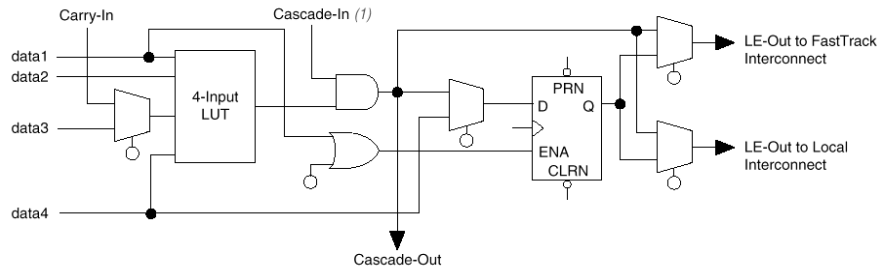 Carry-In
Cascade-In (1)
data1
data2
data3
data4
4-Input
LUT
PRN
D
Q
ENA
CLRN
LE-Out to FastTrack
Interconnect
LE-Out to Local
Interconnect
Cascade-Out